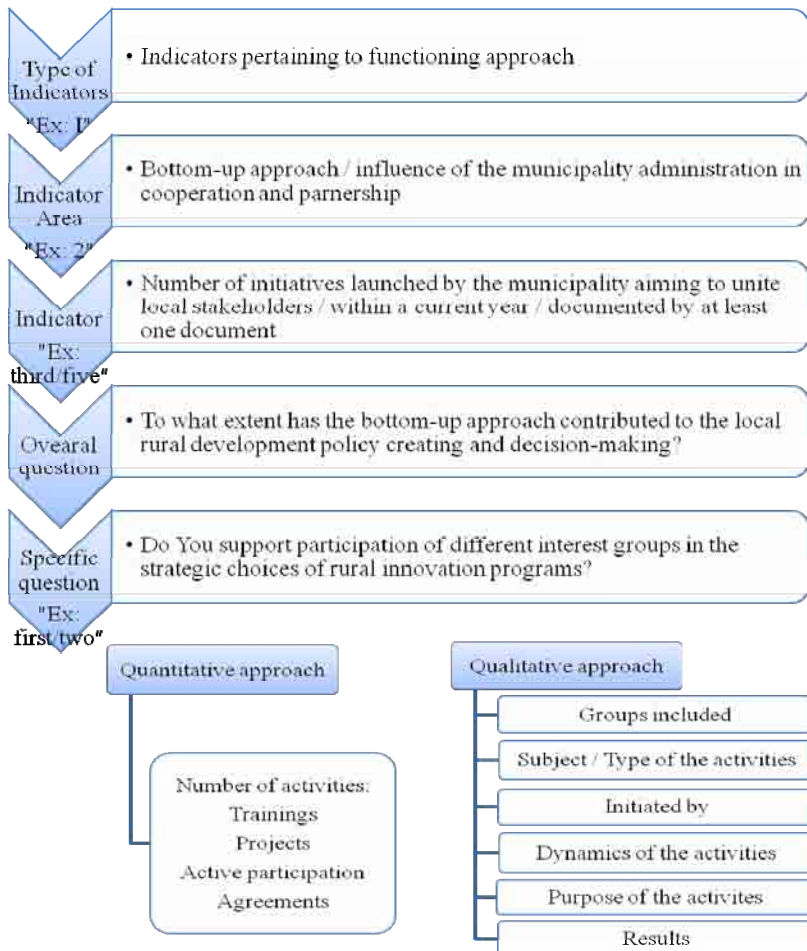 Type of
Indicators
"Ex: I"
• Indicators pertaining to functioning approach
Indicator
Area
"Ex: 2"
• Bottom-up approach / influence of the municipality administration in
cooperation and parnership
Indicator
"Ex:
third/five"
• Number of initiatives launched by the municipality aiming to unite
local stakeholders / within a current year / documented by at least
one document
Ovearal
question
• To what extent has the bottom-up approach contributed to the local
rural development policy creating and decision-making?
Specific
question
"Ex:
first/two"
• Do You support participation of different interest groups in the
strategic choices of rural innovation programs?
Quantitative approach
Number of activities:
Trainings
Projects
Active participation
Agreements
Qualitative approach
Groups included
Subject / Type of the activities
Initiated by
Dynamics of the activities
Purpose of the activites
Results